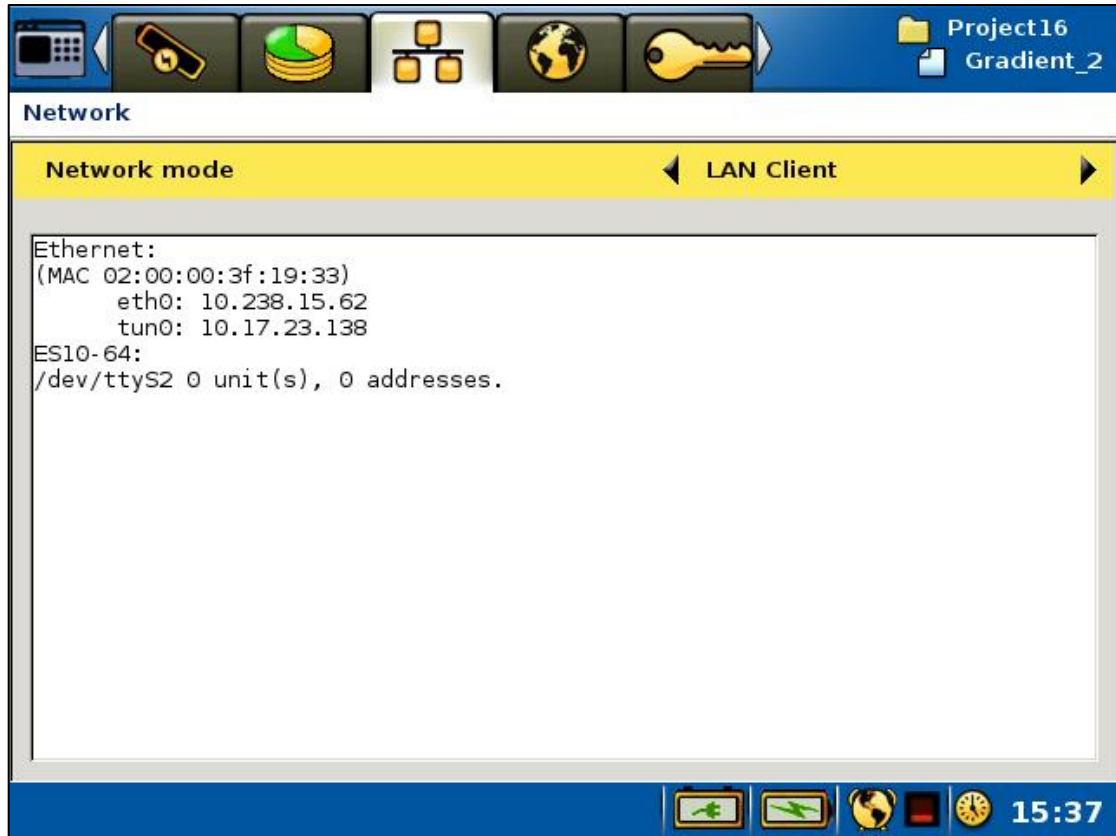 Project16
Gradient_2
Network
Network mode
LAN Client
Ethernet:
(MAC 02:00:00:3f:19:33)
eth0: 10.238.15.62
tun0: 10.17.23.138
ES10-64:
/dev/ttyS2 0 unit(s), 0 addresses.
15:37